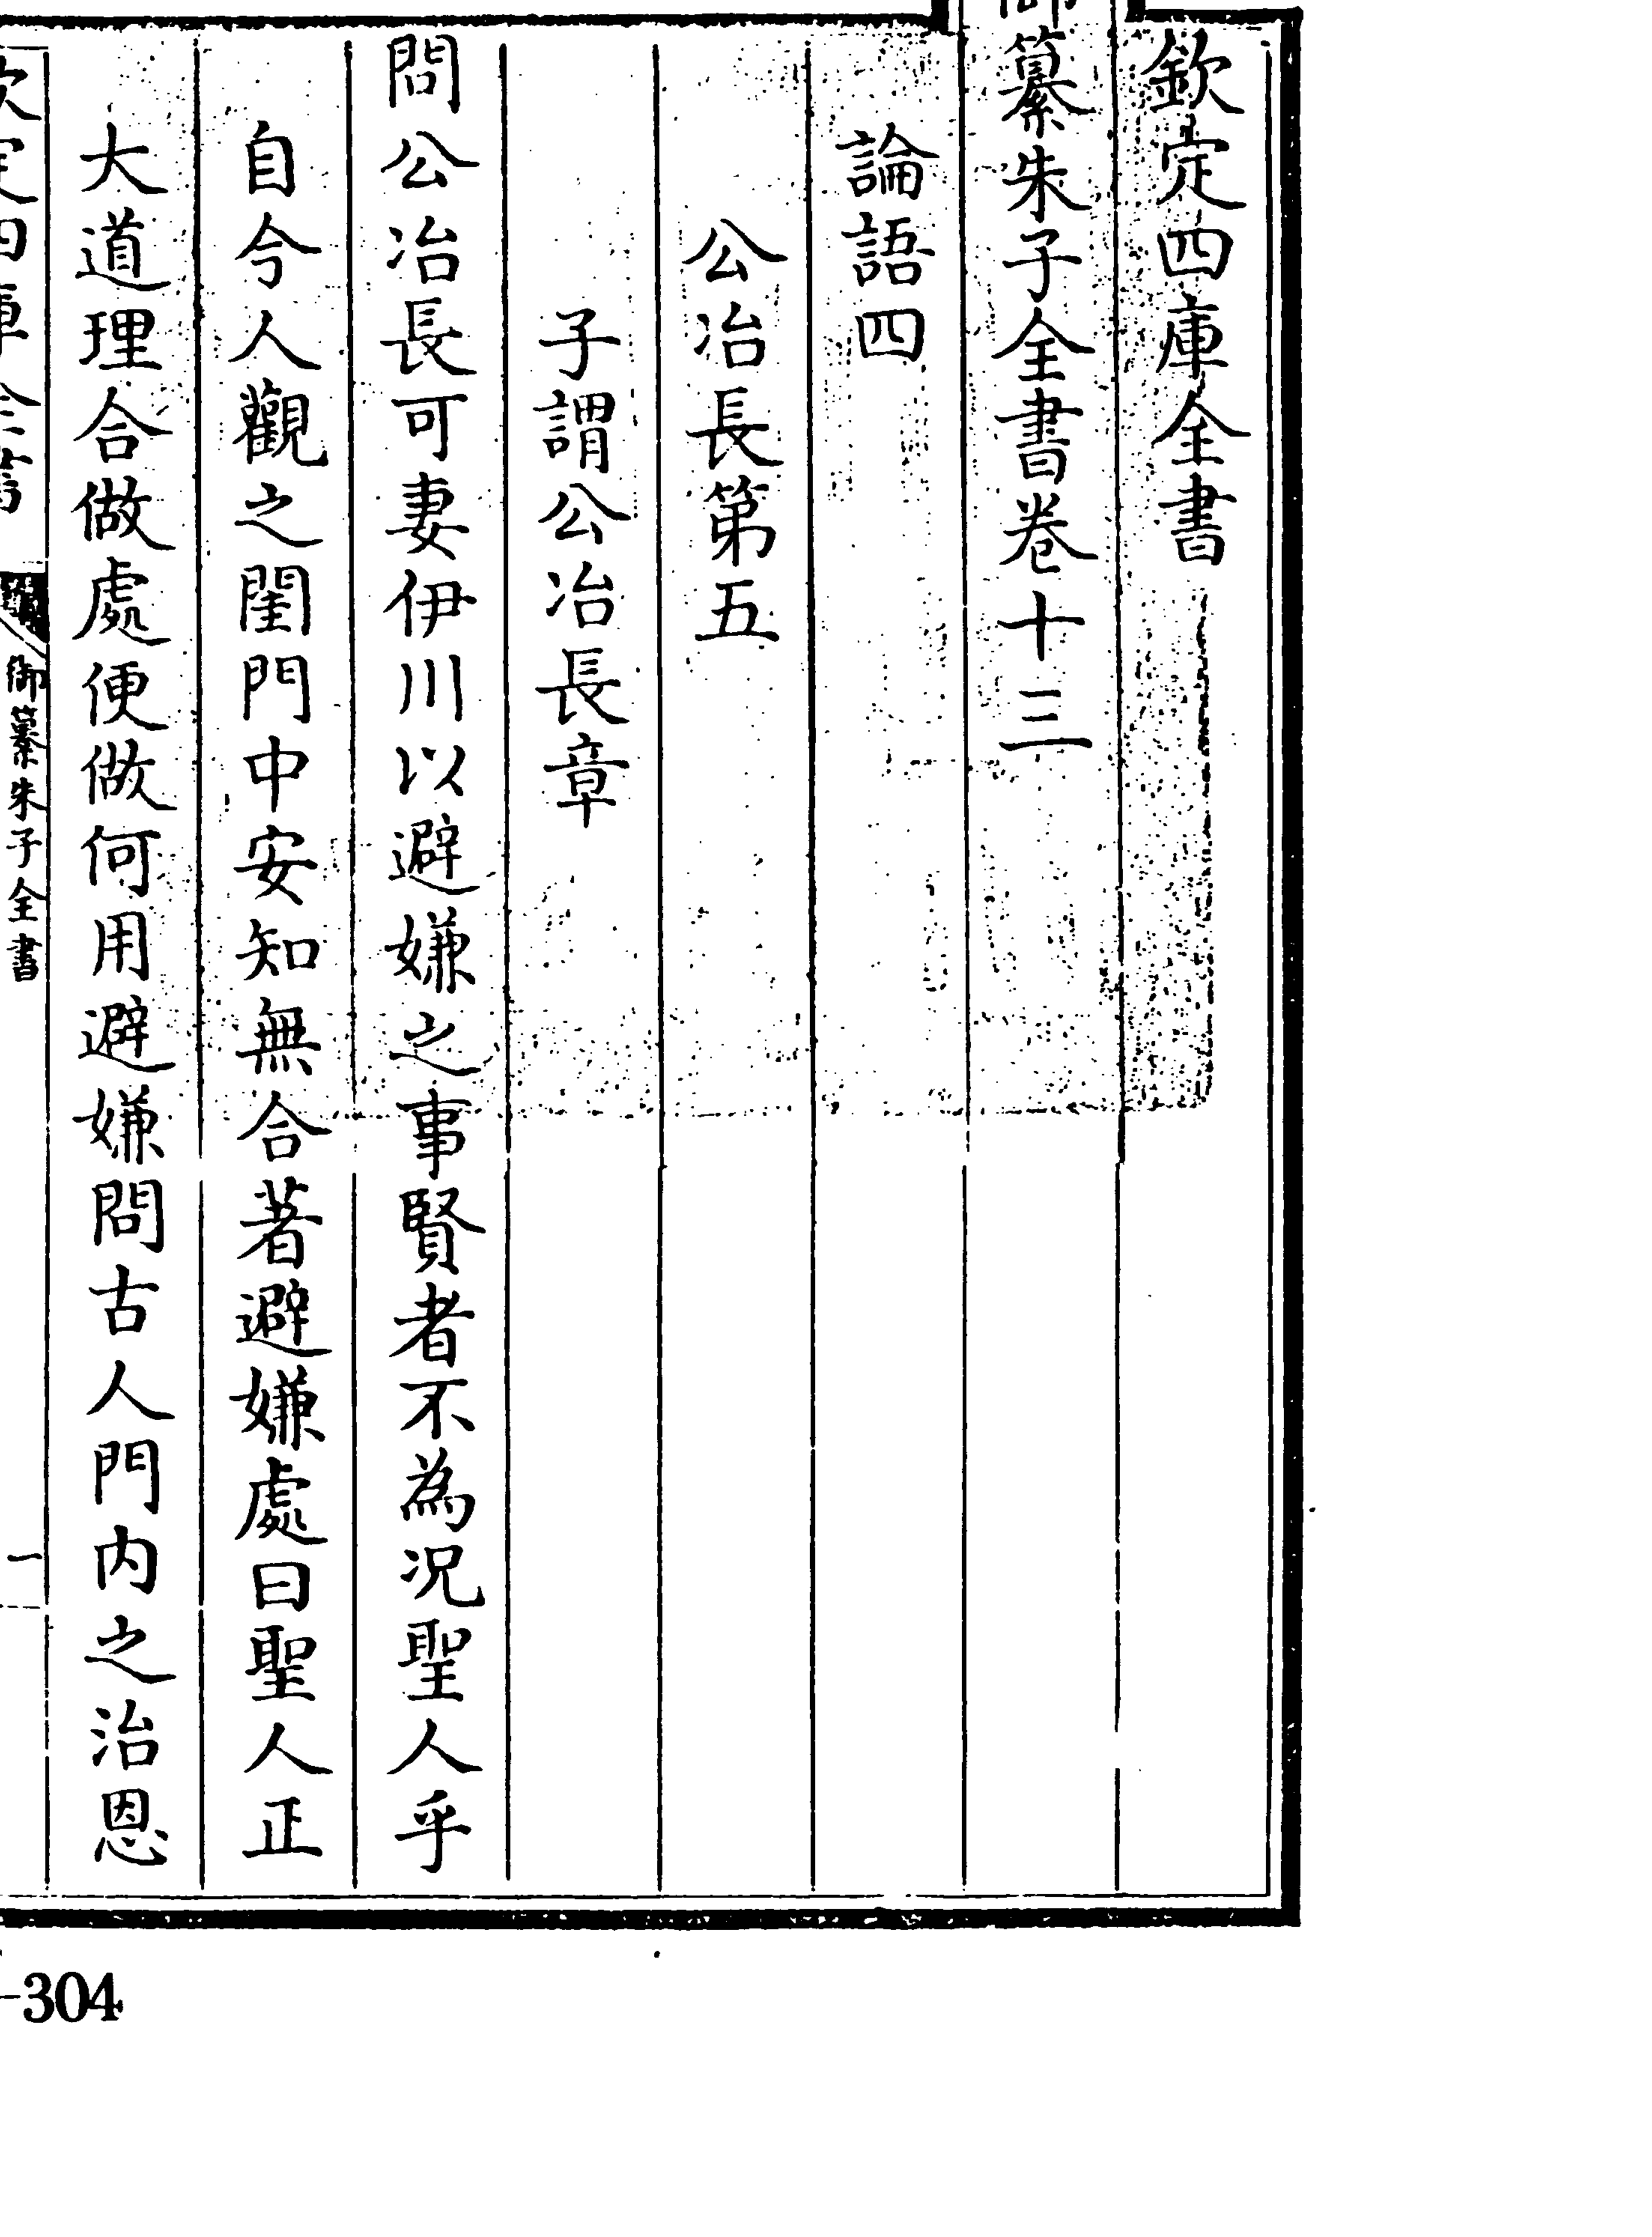 欽定四庫全書
御纂朱子全書卷十三
論語四
公冶長第五
子謂公冶長章
問公冶長可妻伊川以避嫌之事賢者不為况聖人乎
自今人觀之閨門中安知無合著避嫌處曰聖人正
大道理合做處便做何用避嫌問古人門内之治恩
欽定四庫全書
御纂朱子全書
一
-304